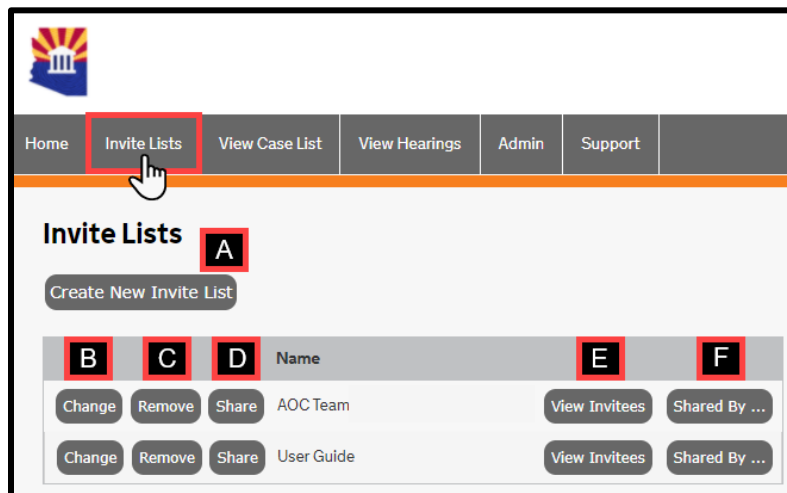 Home Invite Lists View Case List View Hearings Admin Support
Invite Lists
A
Create New Invite List
B C D Name E F
Change Remove Share AOC Team View Invitees Shared By ...
Change Remove Share User Guide View Invitees Shared By ...